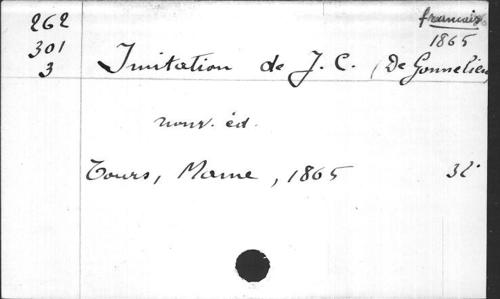 262
301
3
français
1865
Imitation de J. C. (De Gonnelieu)
nouv. éd.
Tours, Mame, 1865 32°